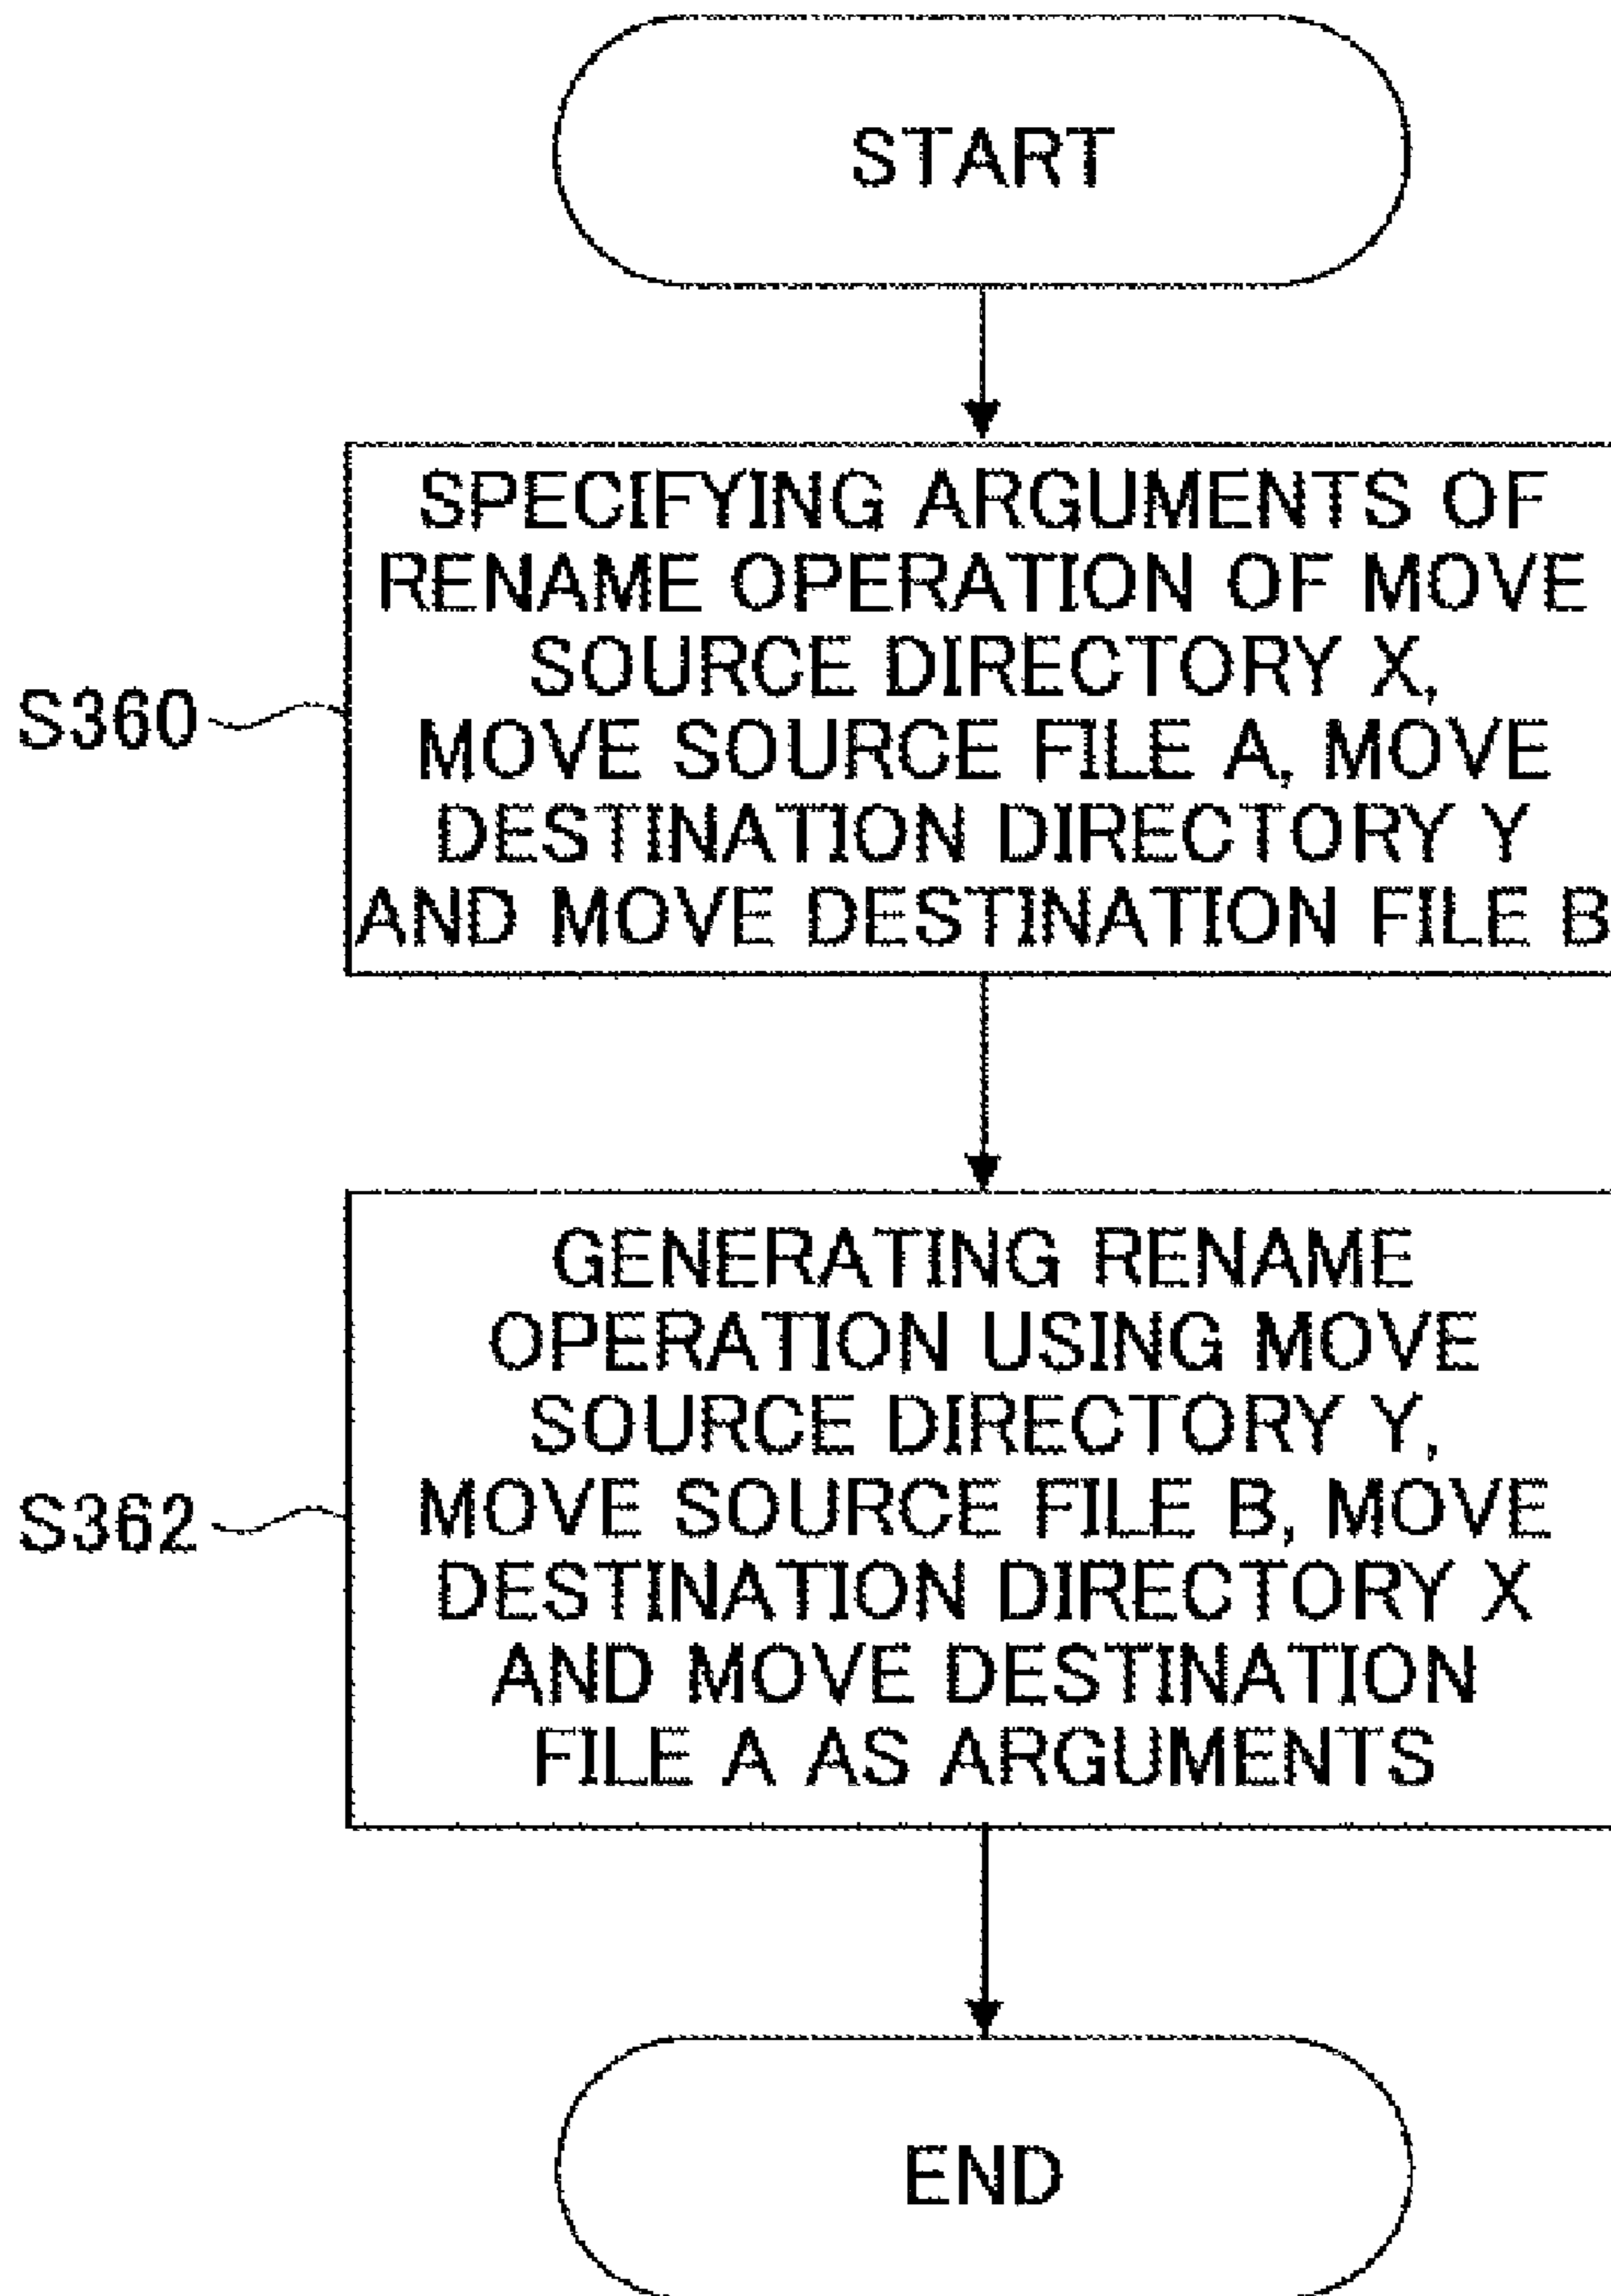 START
SPECIFYING ARGUMENTS OF
RENAME OPERATION OF MOVE
SOURCE DIRECTORY X,
S360
MOVE SOURCE FILE A, MOVE
DESTINATION DIRECTORY Y
AND MOVE DESTINATION FILE B
GENERATING RENAME
OPERATION USING MOVE
SOURCE DIRECTORY Y,
S362
MOVE SOURCE FILE B, MOVE
DESTINATION DIRECTORY X
AND MOVE DESTINATION
FILE A AS ARGUMENTS
END